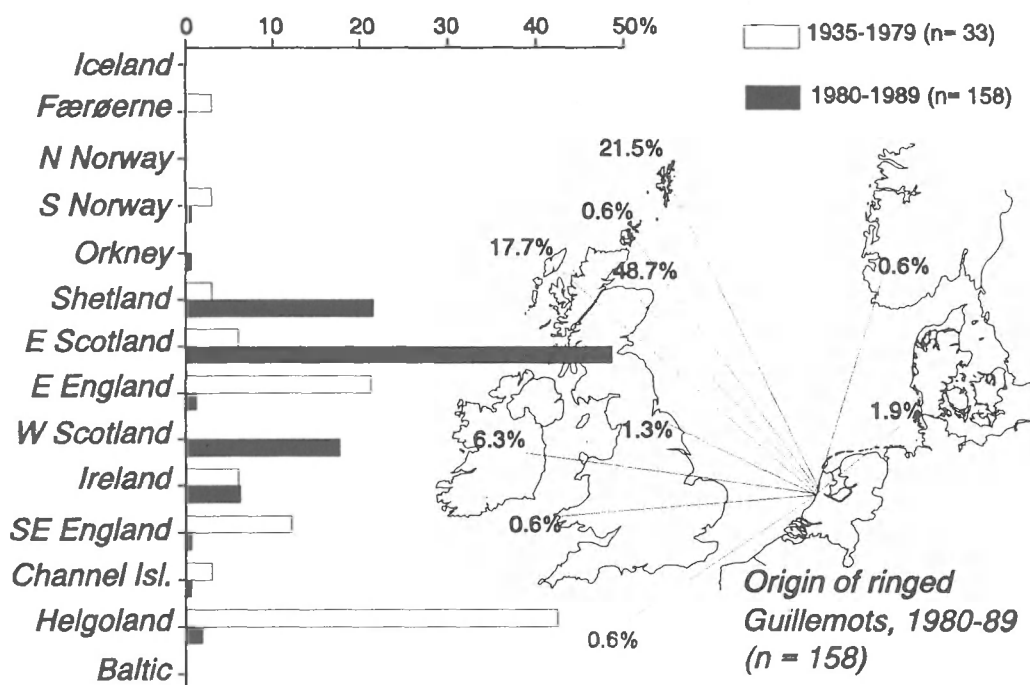 0 10 20 30 40 50%
1935-1979 (n= 33)
1980-1989 (n= 158)
Iceland
Færøerne
N Norway
S Norway
Orkney
Shetland
E Scotland
E England
W Scotland
Ireland
SE England
Channel Isl.
Helgoland
Baltic
21.5%
0.6%
17.7%
48.7%
0.6%
1.9%
6.3%
1.3%
0.6%
0.6%
Origin of ringed
Guillemots, 1980-89
(n = 158)